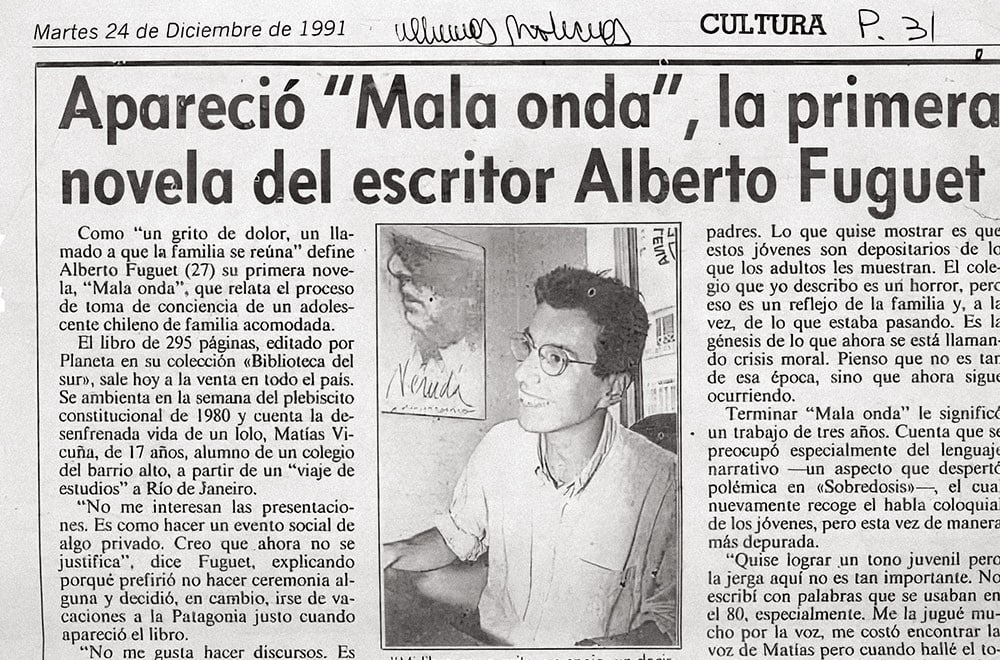 Martes 24 de Diciembre de 1991
ultimas noticias
CULTURA
P. 31
Apareció “Mala onda”, la primera
novela del escritor Alberto Fuguet
Como “un grito de dolor, un lla-
mado a que la familia se reúna” define
Alberto Fuguet (27) su primera nove-
la, “Mala onda”, que relata el proceso
de toma de conciencia de un adoles-
cente chileno de familia acomodada.
El libro de 295 páginas, editado por
Planeta en su colección «Biblioteca del
sur», sale hoy a la venta en todo el país.
Se ambienta en la semana del plebiscito
constitucional de 1980 y cuenta la de-
senfrenada vida de un lolo, Matías Vi-
cuña, de 17 años, alumno de un colegio
del barrio alto, a partir de un “viaje de
estudios” a Río de Janeiro.
“No me interesan las presentacio-
nes. Es como hacer un evento social de
algo privado. Creo que ahora no se
justifica”, dice Fuguet, explicando
porqué prefirió no hacer ceremonia al-
guna y decidió, en cambio, irse de va-
caciones a la Patagonia justo cuando
apareció el libro.
“No me gusta hacer discursos. Es
Neruda
padres. Lo que quise mostrar es que
estos jóvenes son depositarios de lo
que los adultos les muestran. El cole-
gio que yo describo es un horror, pero
eso es un reflejo de la familia y, a la
vez, de lo que estaba pasando. Es la
génesis de lo que ahora se está llaman-
do crisis moral. Pienso que no es tan
de esa época, sino que ahora sigue
ocurriendo.
Terminar “Mala onda” le significó
un trabajo de tres años. Cuenta que se
preocupó especialmente del lenguaje
narrativo —un aspecto que despertó
polémica en «Sobredosis»—, el cual
nuevamente recoge el habla coloquial
de los jóvenes, pero esta vez de manera
más depurada.
“Quise lograr un tono juvenil pero
la jerga aquí no es tan importante. No
escribí con palabras que se usaban en
el 80, especialmente. Me la jugué mu-
cho por la voz, me costó encontrar la
voz de Matías pero cuando hallé el to-